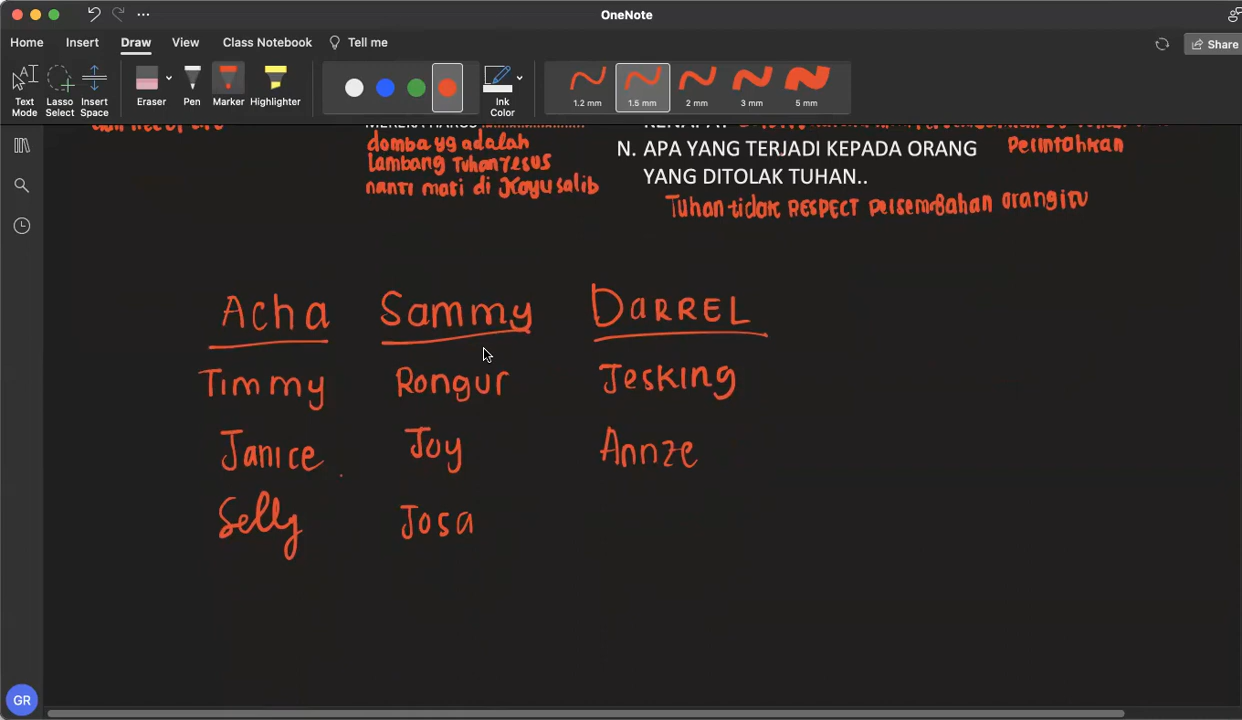 OneNote
Home Insert Draw View Class Notebook Tell me
Share
Text Mode
Lasso Select
Insert Space
Eraser
Pen
Marker
Highlighter
Ink Color
1.2 mm
1.5 mm
2 mm
3 mm
5 mm
domba yg adalah
Lambang Tuhan Yesus
nanti mati di Kayu salib
N. APA YANG TERJADI KEPADA ORANG
YANG DITOLAK TUHAN..
Perintahkan
Tuhan tidak RESPECT persembahan orang itu
Acha Sammy DARREL
Timmy Rongur Jesking
Janice Joy Annze
Selly Josa
GR